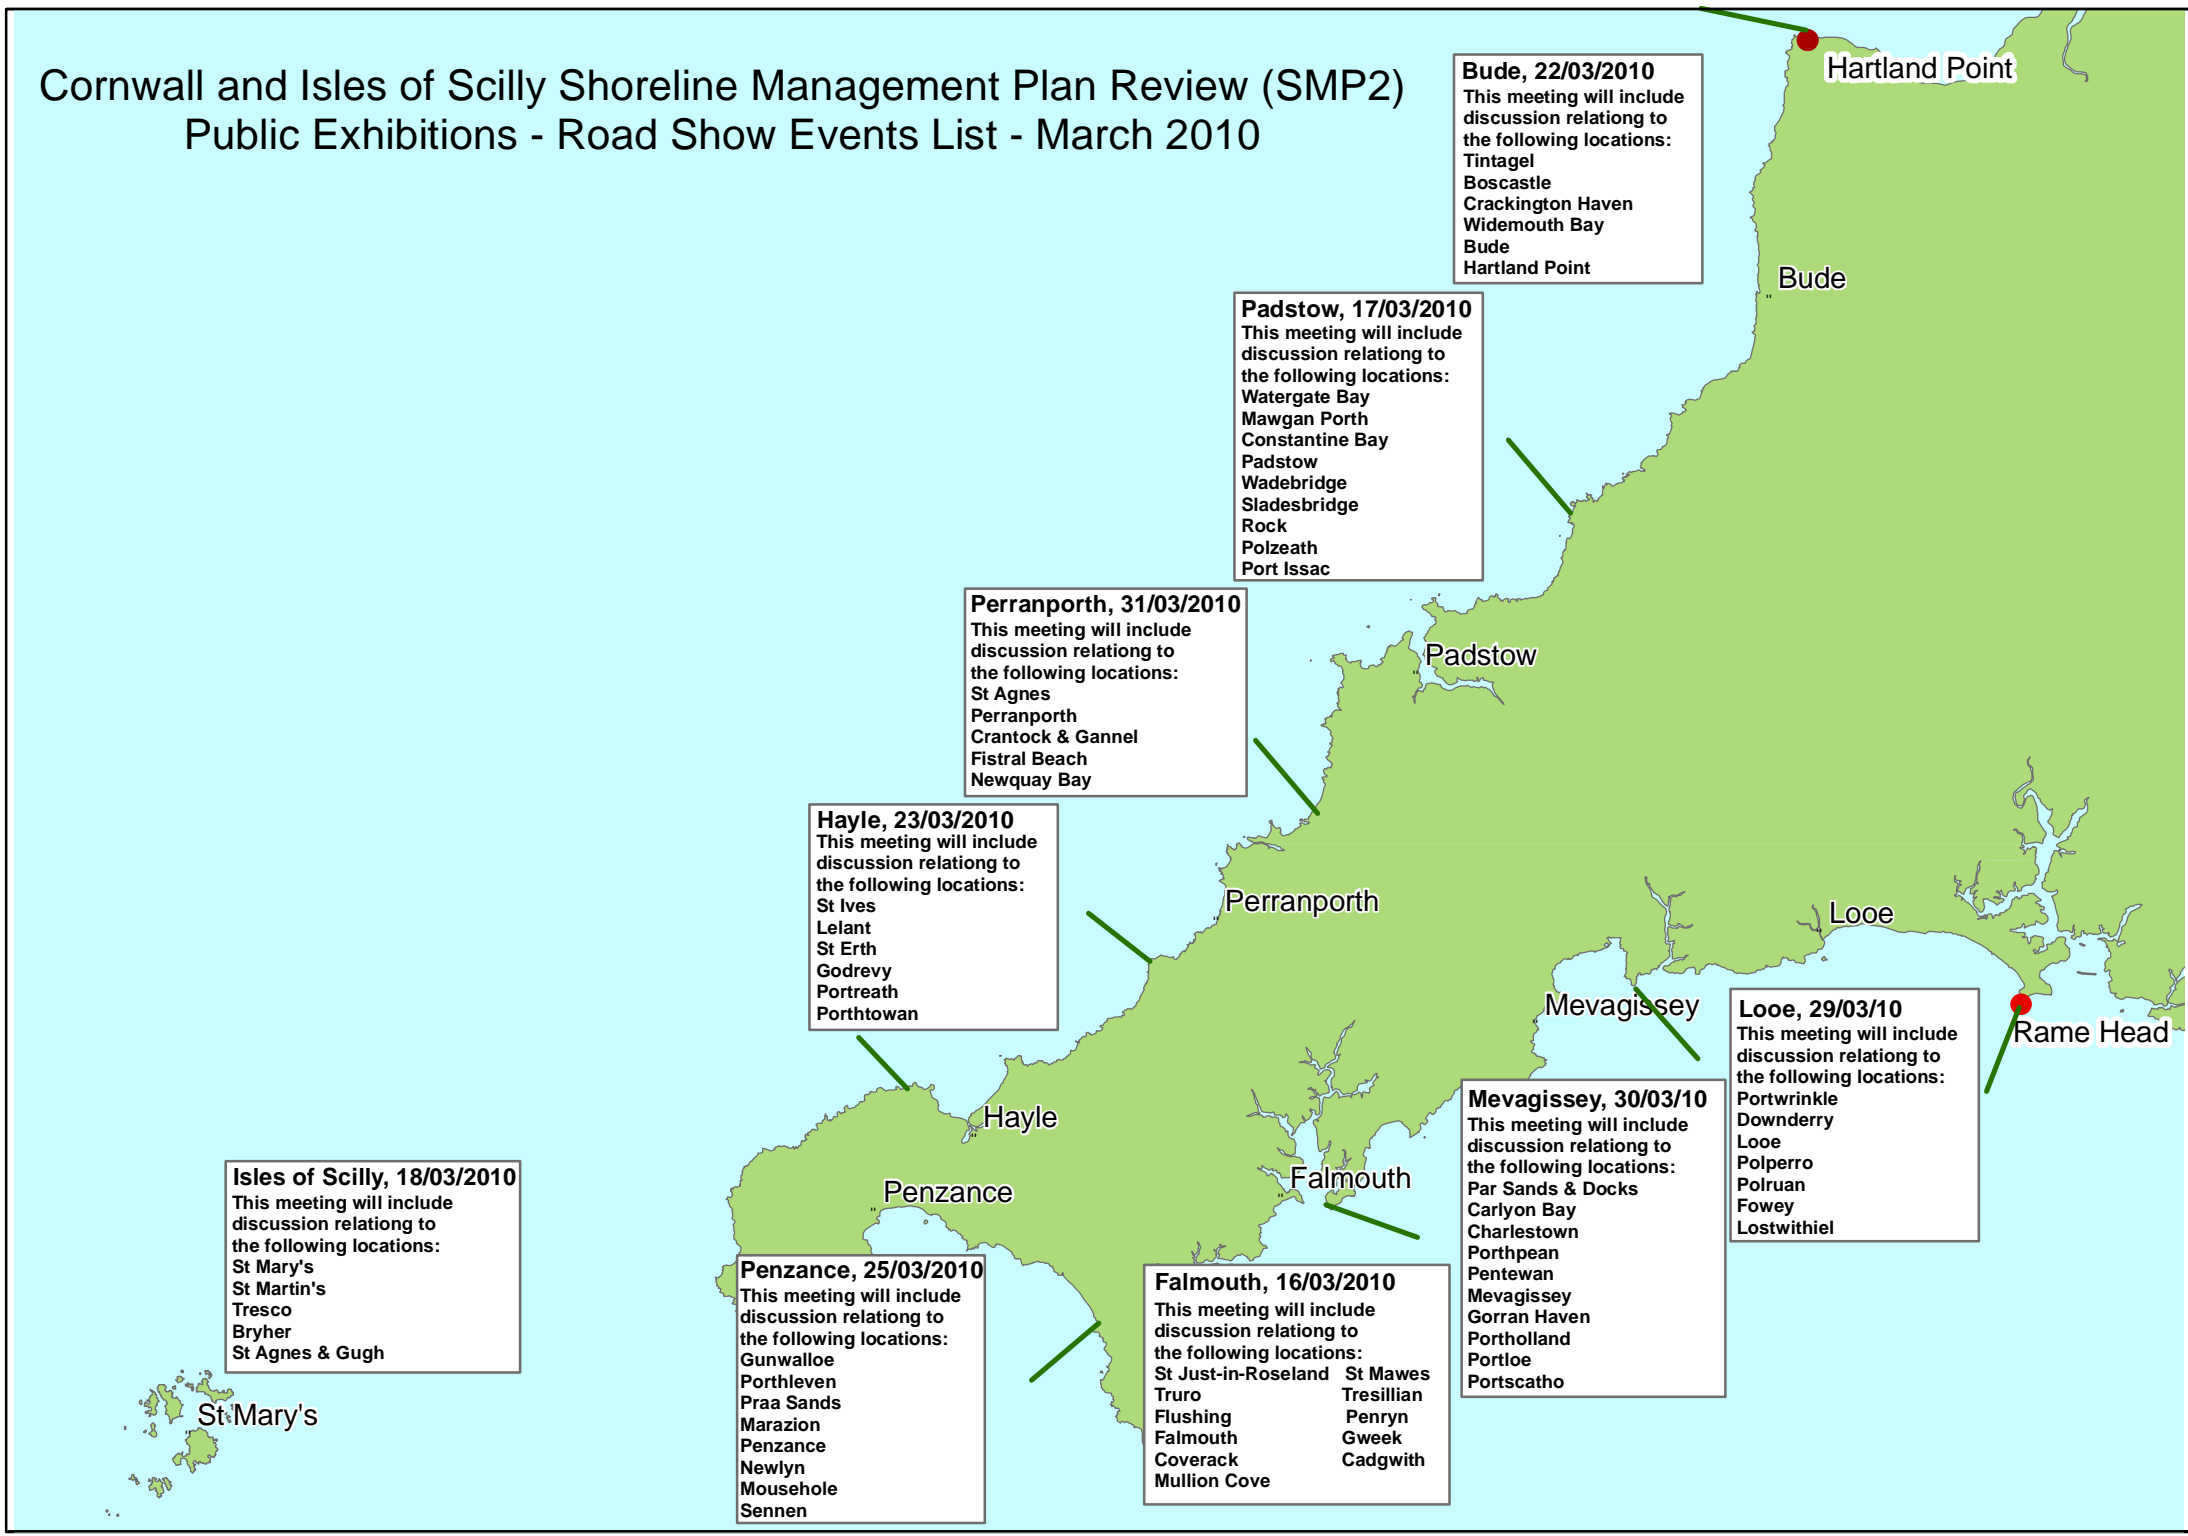 Cornwall and Isles of Scilly Shoreline Management Plan Review (SMP2)
Public Exhibitions - Road Show Events List - March 2010
Hartland Point
Bude, 22/03/2010
This meeting will include
discussion relationg to
the following locations:
Tintagel
Boscastle
Crackington Haven
Widemouth Bay
Bude
Hartland Point
Bude
Padstow, 17/03/2010
This meeting will include
discussion relationg to
the following locations:
Watergate Bay
Mawgan Porth
Constantine Bay
Padstow
Wadebridge
Sladesbridge
Rock
Polzeath
Port Issac
Padstow
Perranporth, 31/03/2010
This meeting will include
discussion relationg to
the following locations:
St Agnes
Perranporth
Crantock & Gannel
Fistral Beach
Newquay Bay
Perranporth
Hayle, 23/03/2010
This meeting will include
discussion relationg to
the following locations:
St Ives
Lelant
St Erth
Godrevy
Portreath
Porthtowan
Hayle
Looe
Mevagissey
Rame Head
Looe, 29/03/10
This meeting will include
discussion relationg to
the following locations:
Portwrinkle
Downderry
Looe
Polperro
Polruan
Fowey
Lostwithiel
Mevagissey, 30/03/10
This meeting will include
discussion relationg to
the following locations:
Par Sands & Docks
Carlyon Bay
Charlestown
Porthpean
Pentewan
Mevagissey
Gorran Haven
Portholland
Portloe
Portscatho
Falmouth
Penzance
Isles of Scilly, 18/03/2010
This meeting will include
discussion relationg to
the following locations:
St Mary's
St Martin's
Tresco
Bryher
St Agnes & Gugh
St Mary's
Penzance, 25/03/2010
This meeting will include
discussion relationg to
the following locations:
Gunwalloe
Porthleven
Praa Sands
Marazion
Penzance
Newlyn
Mousehole
Sennen
Falmouth, 16/03/2010
This meeting will include
discussion relationg to
the following locations:
St Just-in-Roseland St Mawes
Truro Tresillian
Flushing Penryn
Falmouth Gweek
Coverack Cadgwith
Mullion Cove